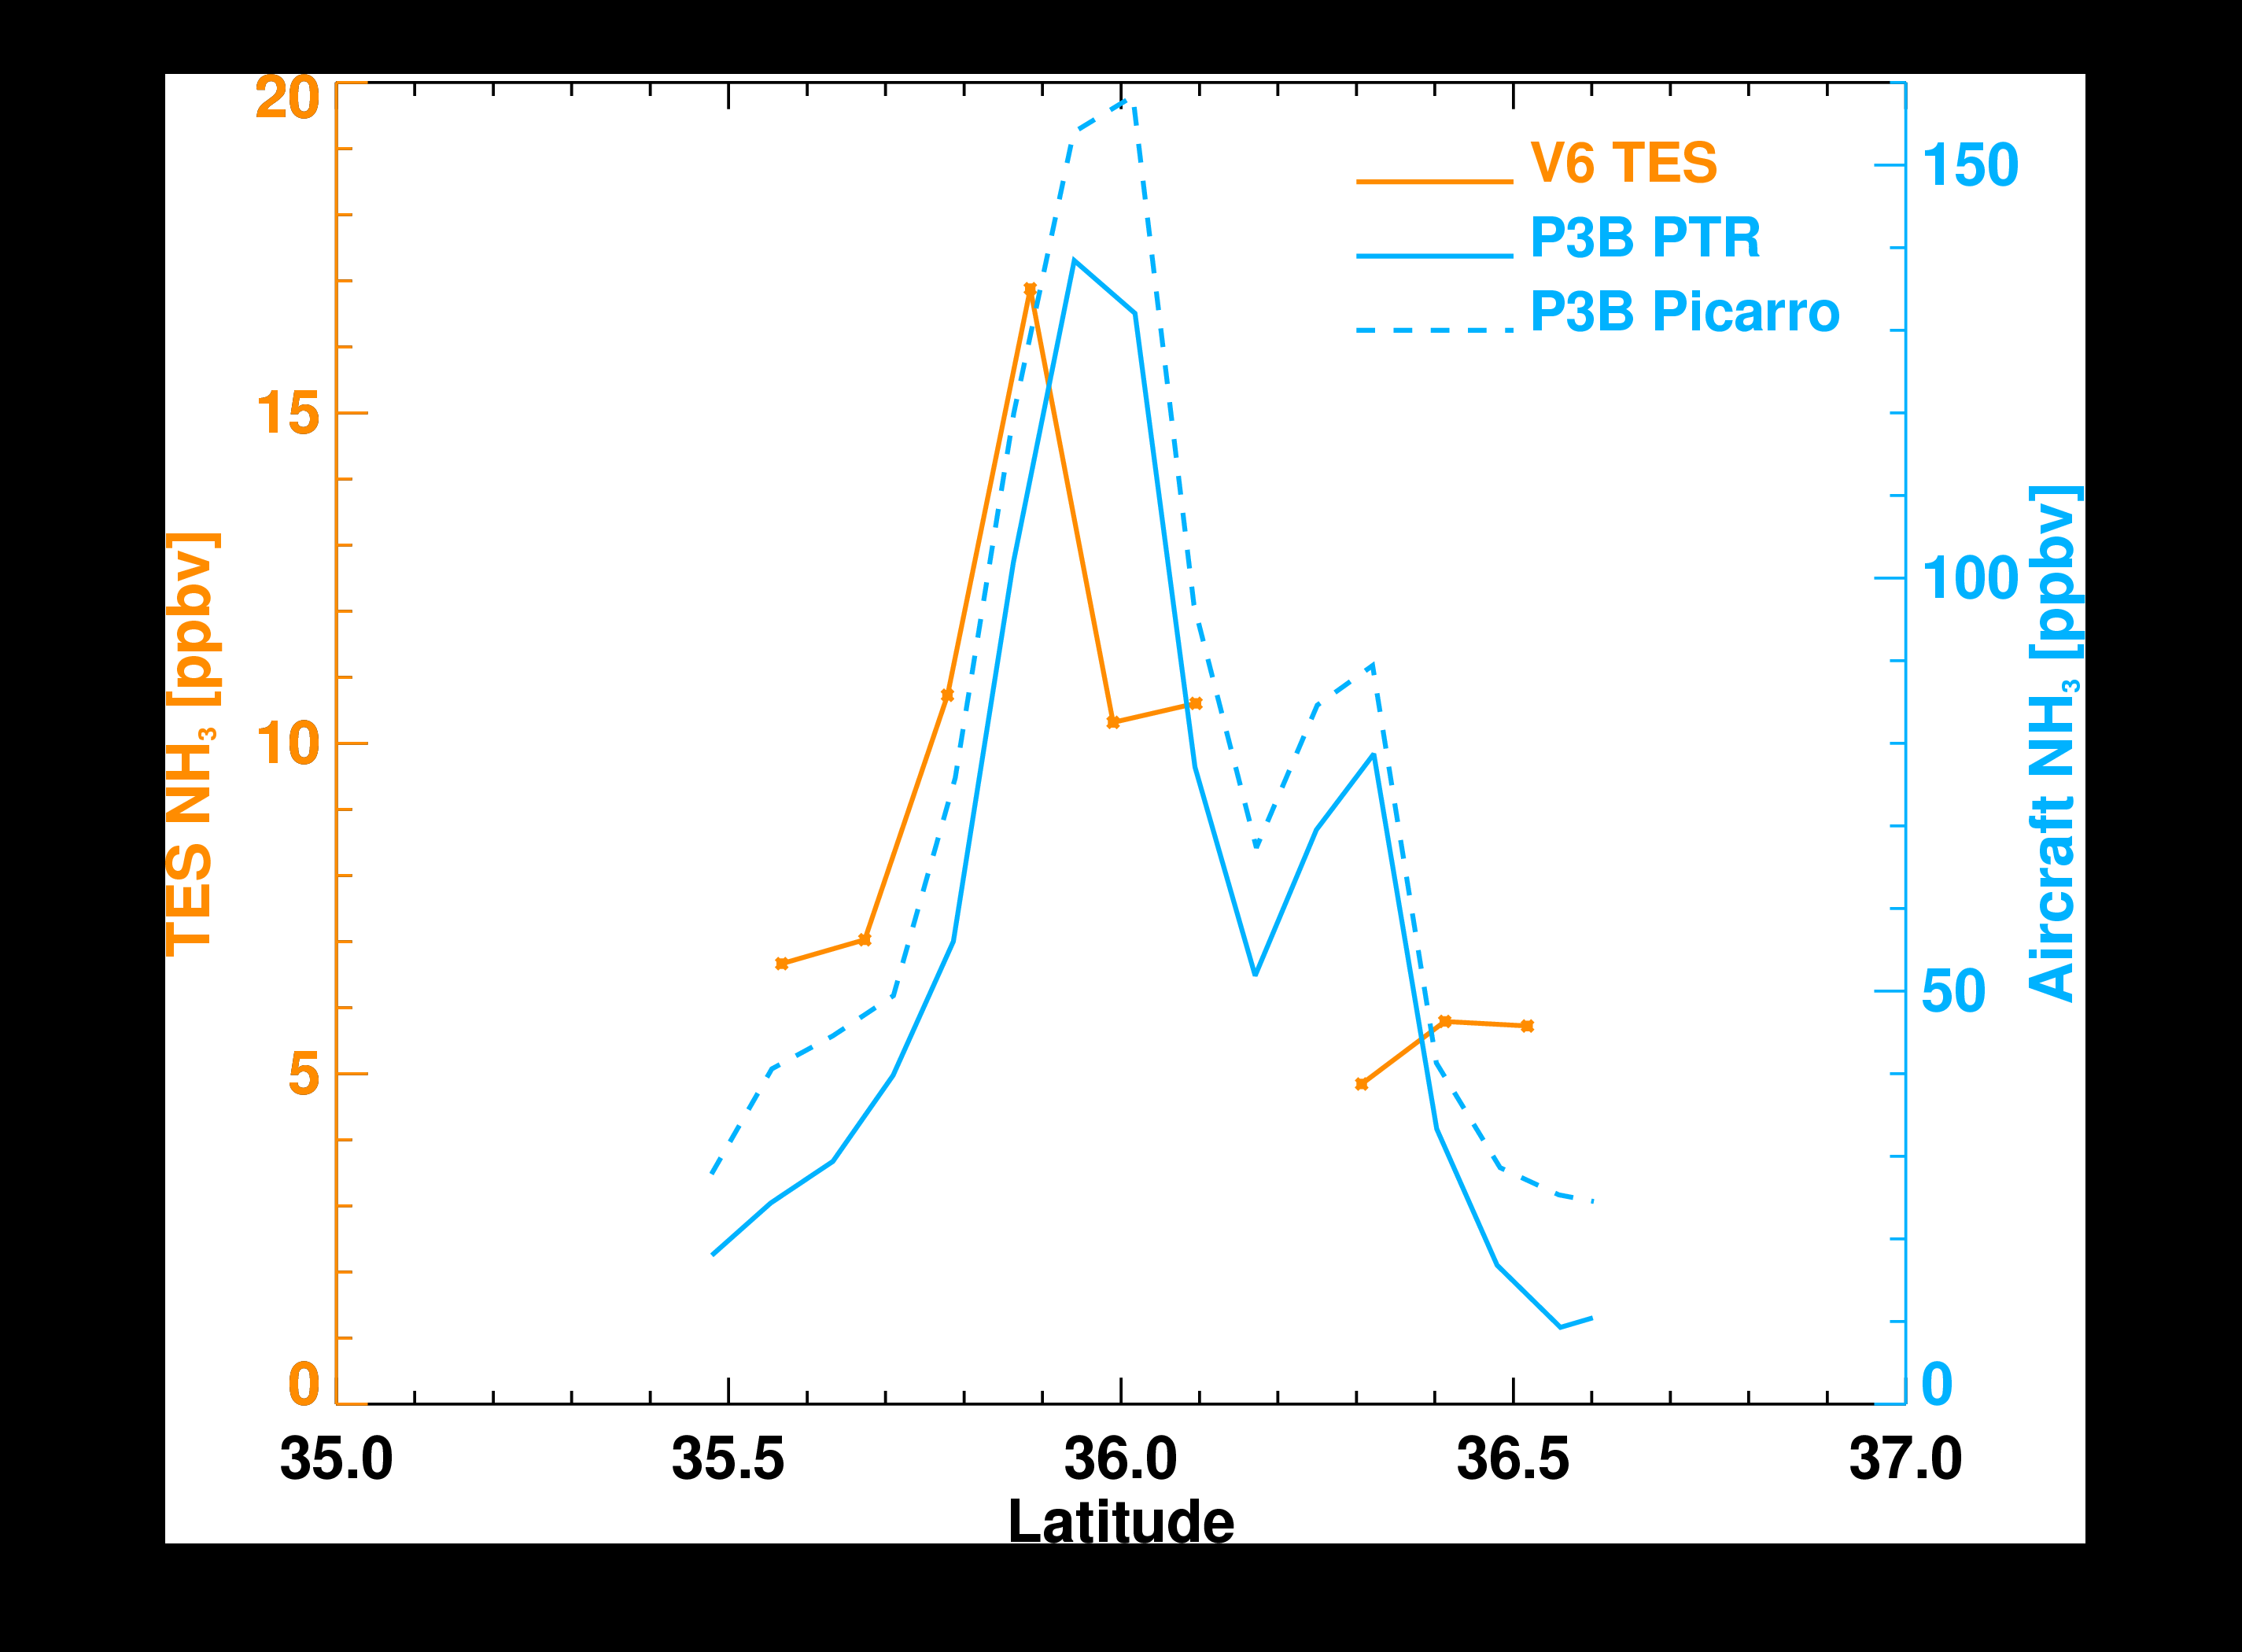 20
15
10
5
0
TES NH₃ [ppbv]
V6 TES
P3B PTR
P3B Picarro
150
100
50
0
Aircraft NH₃ [ppbv]
35.0 35.5 36.0 36.5 37.0
Latitude